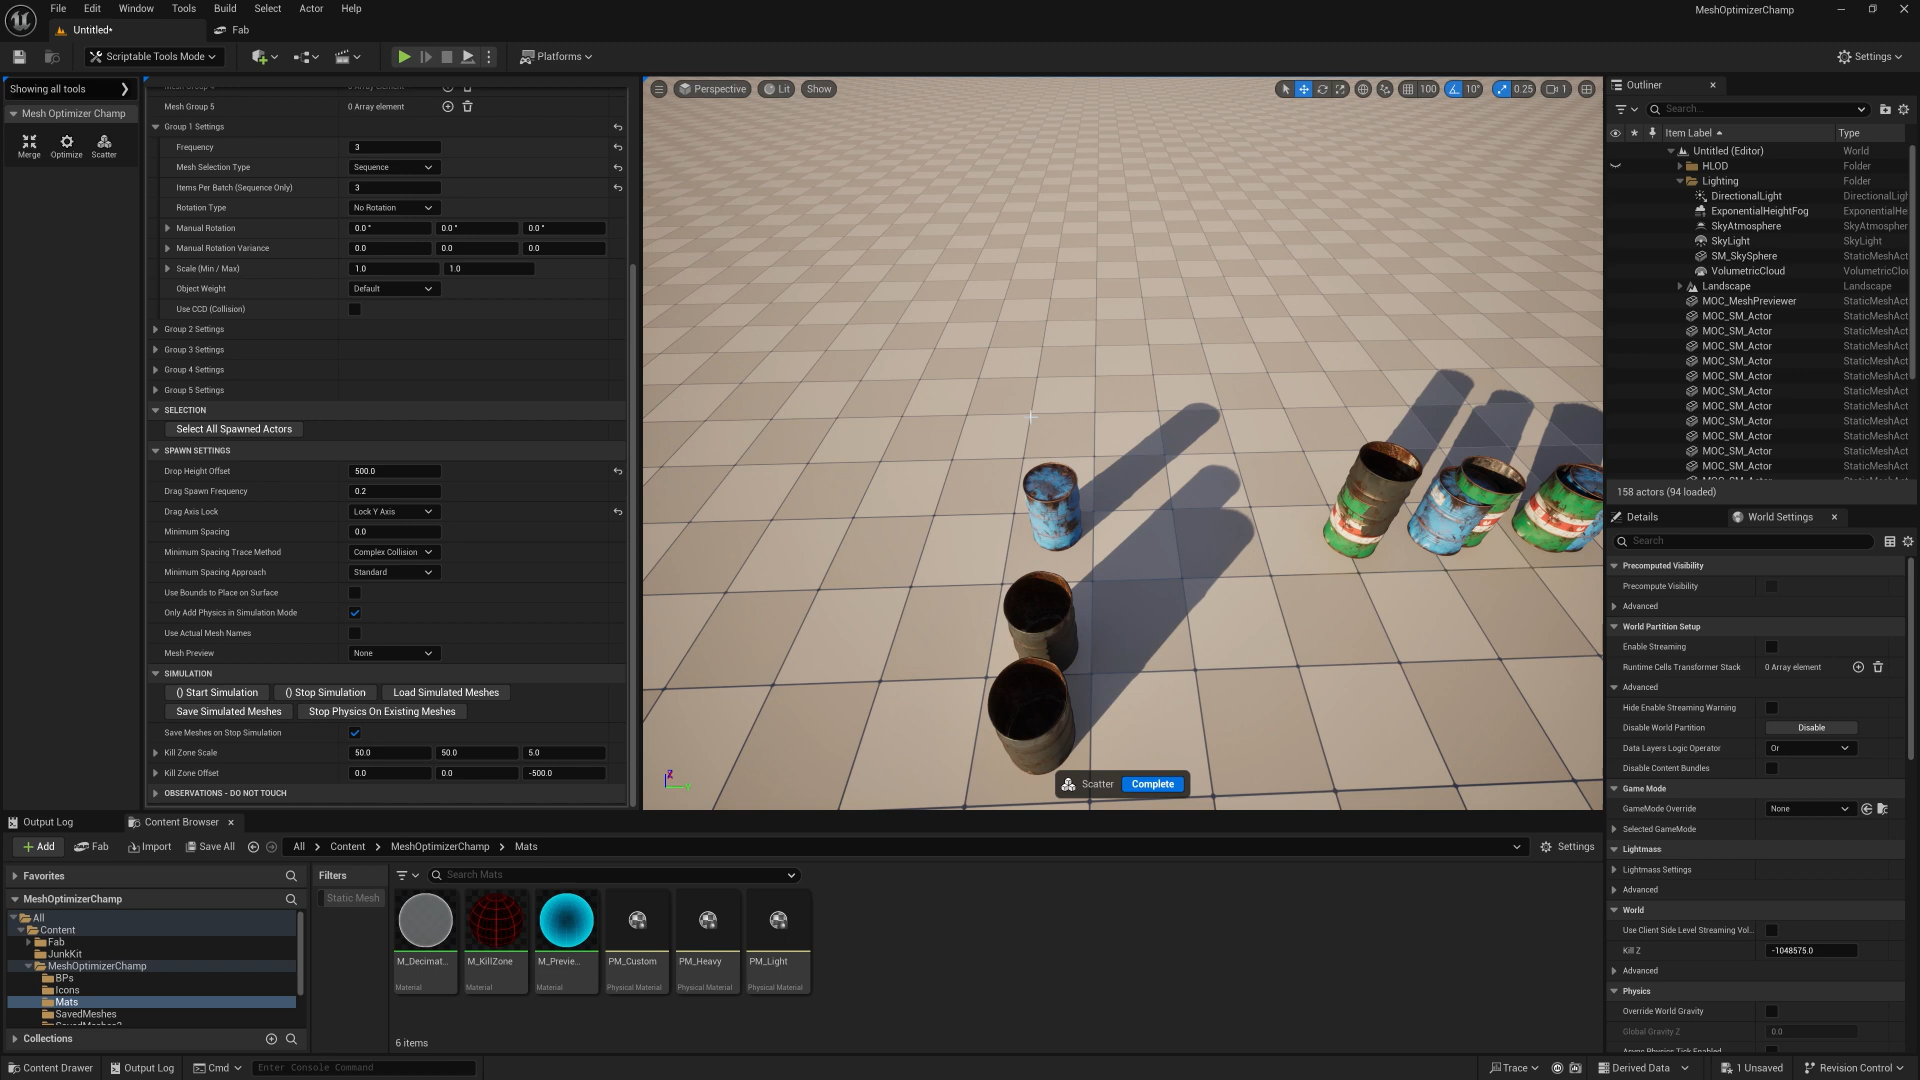 File Edit Window Tools Build Select Actor Help
MeshOptimizerChamp
Untitled*
Fab
Scriptable Tools Mode
Platforms
Settings
Showing all tools
Mesh Optimizer Champ
Merge Optimize Scatter
Mesh Group 5 0 Array element
Group 1 Settings
Frequency 3
Mesh Selection Type Sequence
Items Per Batch (Sequence Only) 3
Rotation Type No Rotation
Manual Rotation 0.0 ° 0.0 ° 0.0 °
Manual Rotation Variance 0.0 0.0 0.0
Scale (Min / Max) 1.0 1.0
Object Weight Default
Use CCD (Collision)
Group 2 Settings
Group 3 Settings
Group 4 Settings
Group 5 Settings
SELECTION
Select All Spawned Actors
SPAWN SETTINGS
Drop Height Offset 500.0
Drag Spawn Frequency 0.2
Drag Axis Lock Lock Y Axis
Minimum Spacing 0.0
Minimum Spacing Trace Method Complex Collision
Minimum Spacing Approach Standard
Use Bounds to Place on Surface
Only Add Physics in Simulation Mode
Use Actual Mesh Names
Mesh Preview None
SIMULATION
() Start Simulation () Stop Simulation Load Simulated Meshes
Save Simulated Meshes Stop Physics On Existing Meshes
Save Meshes on Stop Simulation
Kill Zone Scale 50.0 50.0 5.0
Kill Zone Offset 0.0 0.0 -500.0
OBSERVATIONS - DO NOT TOUCH
Perspective Lit Show
100 10° 0.25 1
Scatter Complete
Outliner
Search...
Item Label Type
Untitled (Editor) World
HLOD Folder
Lighting Folder
DirectionalLight DirectionalLigh
ExponentialHeightFog ExponentialHe
SkyAtmosphere SkyAtmospher
SkyLight SkyLight
SM_SkySphere StaticMeshAct
VolumetricCloud VolumetricClou
Landscape Landscape
MOC_MeshPreviewer StaticMeshAct
MOC_SM_Actor StaticMeshAct
MOC_SM_Actor StaticMeshAct
MOC_SM_Actor StaticMeshAct
MOC_SM_Actor StaticMeshAct
MOC_SM_Actor StaticMeshAct
MOC_SM_Actor StaticMeshAct
MOC_SM_Actor StaticMeshAct
MOC_SM_Actor StaticMeshAct
MOC_SM_Actor StaticMeshAct
MOC_SM_Actor StaticMeshAct
MOC_SM_Actor StaticMeshAct
158 actors (94 loaded)
Details World Settings
Search
Precomputed Visibility
Precompute Visibility
Advanced
World Partition Setup
Enable Streaming
Runtime Cells Transformer Stack 0 Array element
Advanced
Hide Enable Streaming Warning
Disable World Partition Disable
Data Layers Logic Operator Or
Disable Content Bundles
Game Mode
GameMode Override None
Selected GameMode
Lightmass
Lightmass Settings
Advanced
World
Use Client Side Level Streaming Vol...
Kill Z -1048575.0
Advanced
Physics
Override World Gravity
Global Gravity Z 0.0
Async Physics Tick Enabled
Output Log Content Browser
Add Fab Import Save All All Content MeshOptimizerChamp Mats Settings
Favorites
MeshOptimizerChamp
All
Content
Fab
JunkKit
MeshOptimizerChamp
BPs
Icons
Mats
SavedMeshes
Collections
Filters
Static Mesh
Search Mats
M_Decimat... M_KillZone M_Previe... PM_Custom PM_Heavy PM_Light
Material Material Material Physical Material Physical Material Physical Material
6 items
Content Drawer Output Log Cmd Enter Console Command Trace Derived Data 1 Unsaved Revision Control